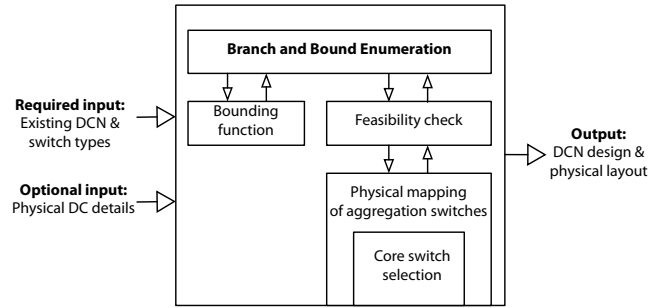 Branch and Bound Enumeration
Required input:
Existing DCN &
switch types
Bounding
function
Feasibility check
Output:
DCN design &
physical layout
Optional input:
Physical DC details
Physical mapping
of aggregation switches
Core switch
selection